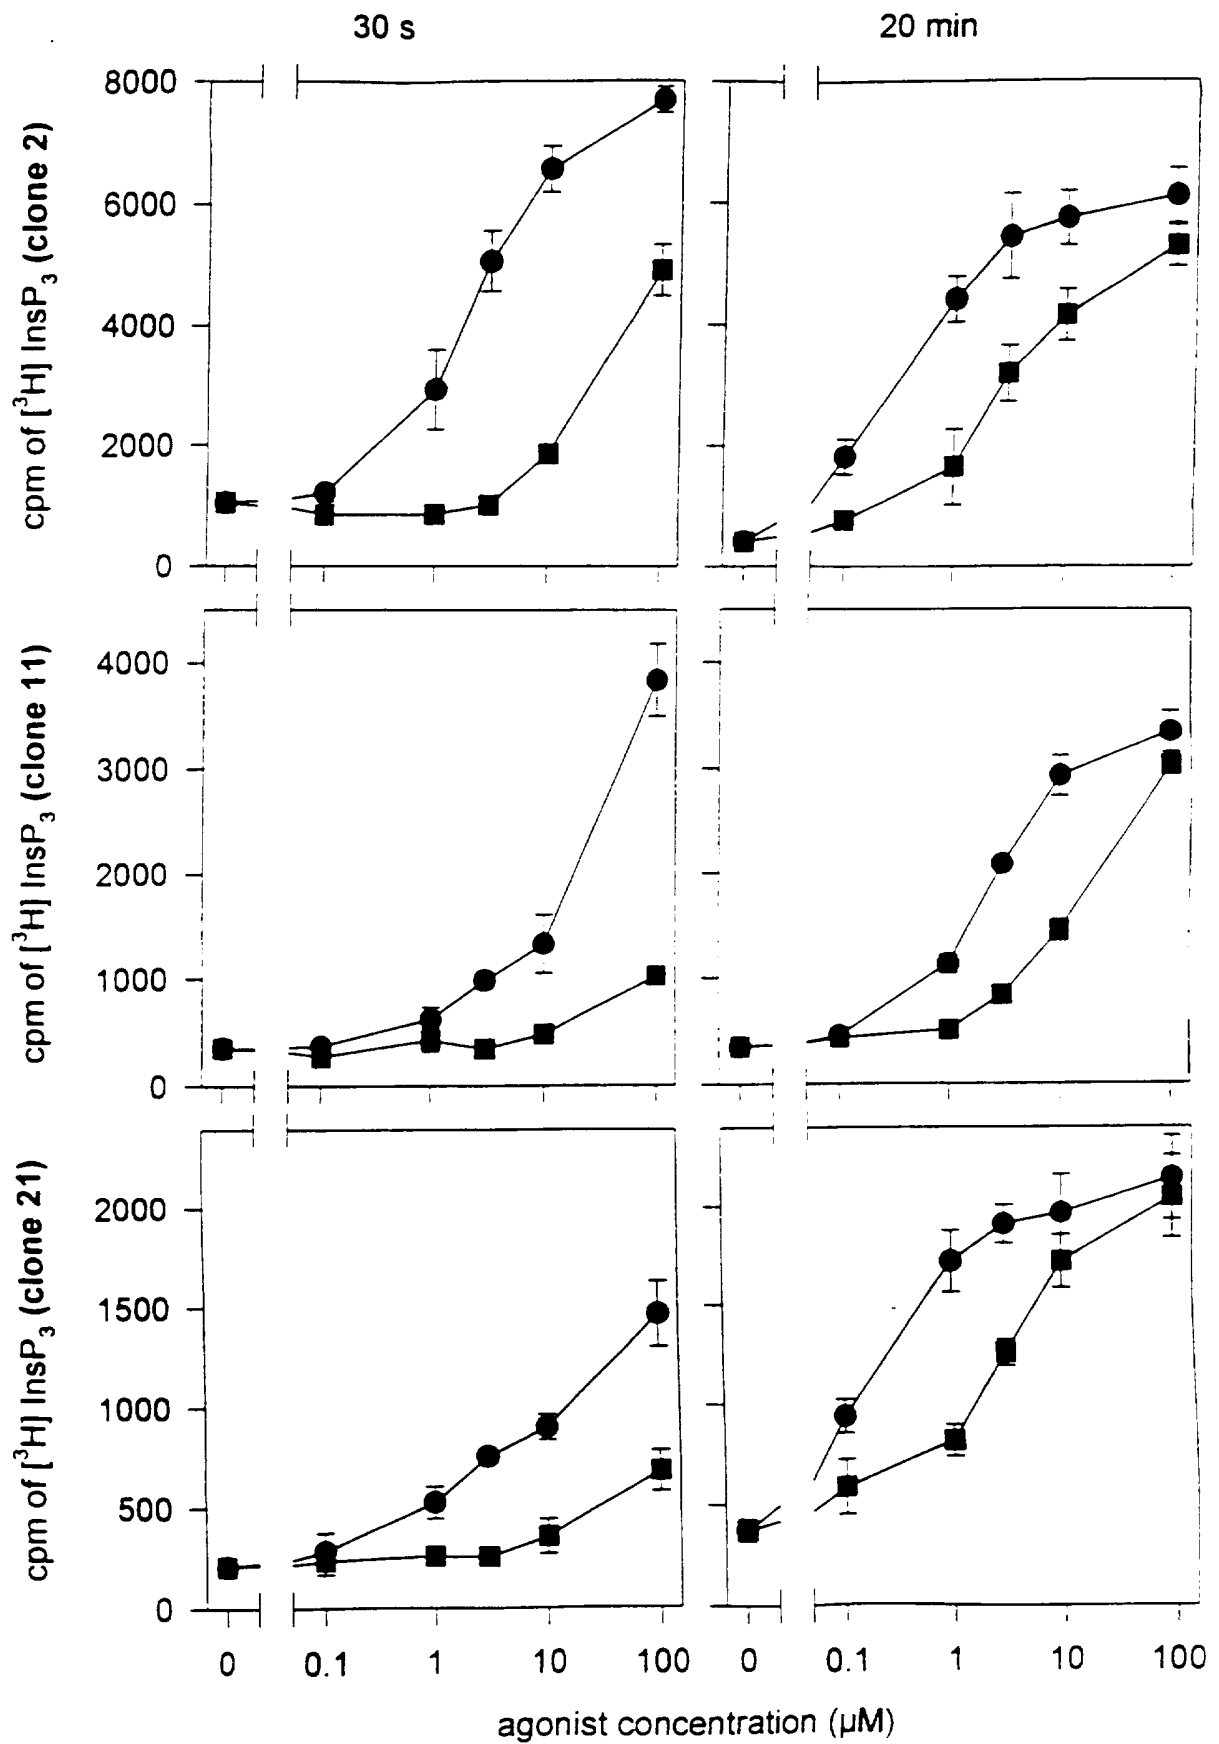 30 s
20 min
cpm of [³H] InsP₃ (clone 2)
8000
6000
4000
2000
0
cpm of [³H] InsP₃ (clone 11)
4000
3000
2000
1000
0
cpm of [³H] InsP₃ (clone 21)
2000
1500
1000
500
0
0 0.1 1 10 100
0 0.1 1 10 100
agonist concentration (µM)